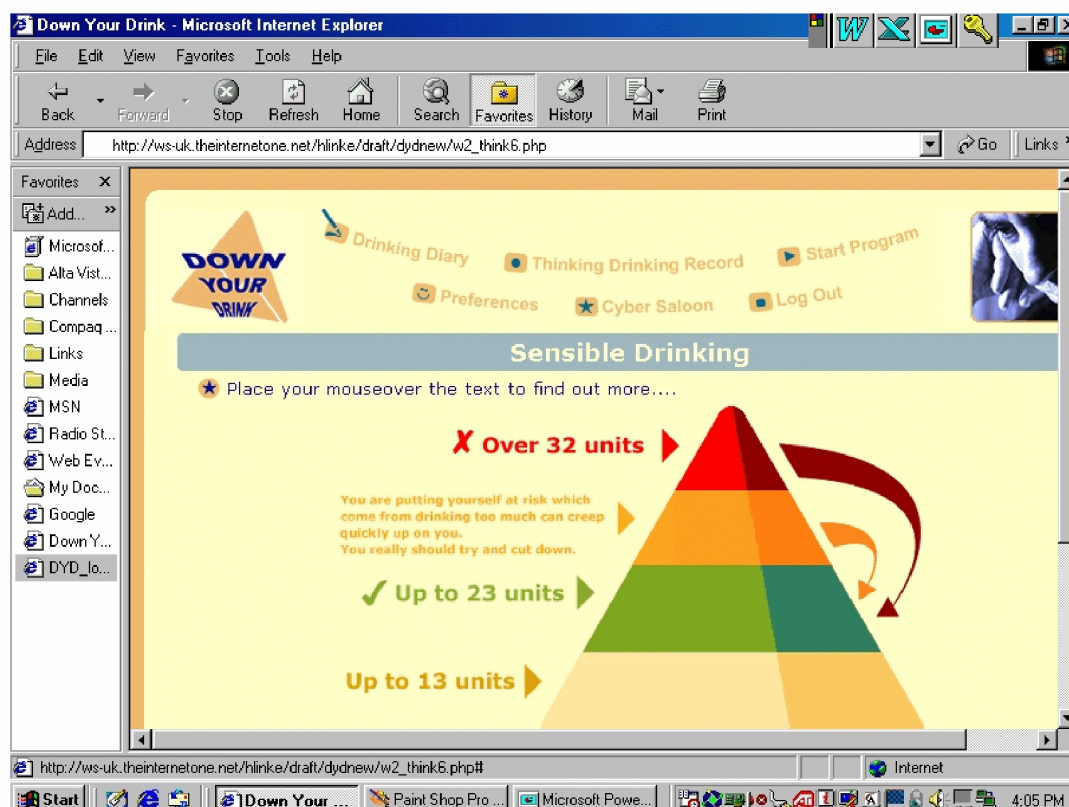 Down Your Drink - Microsoft Internet Explorer
File Edit View Favorites Tools Help
Back Forward Stop Refresh Home Search Favorites History Mail Print
Address http://ws-uk.theinternetone.net/hlinke/draft/dydnew/w2_think6.php Go Links
Favorites
Add...
Microsof...
Alta Vist...
Channels
Compaq ...
Links
Media
MSN
Radio St...
Web Ev...
My Doc...
Google
Down Y...
DYD_lo...
DOWN
YOUR
DRINK
Drinking Diary
Thinking Drinking Record
Start Program
Preferences
Cyber Saloon
Log Out
Sensible Drinking
Place your mouseover the text to find out more....
✗ Over 32 units
You are putting yourself at risk which
come from drinking too much can creep
quickly up on you.
You really should try and cut down.
✓ Up to 23 units
Up to 13 units
http://ws-uk.theinternetone.net/hlinke/draft/dydnew/w2_think6.php# Internet
Start Down Your ... Paint Shop Pro ... Microsoft Powe... 4:05 PM